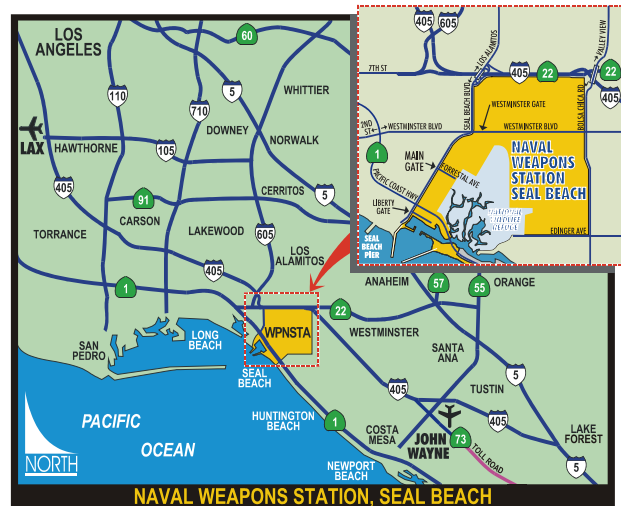 LOS
ANGELES
60
WHITTIER
5
110
710
DOWNEY
NORWALK
LAX
HAWTHORNE
105
405
91
CERRITOS
5
CARSON
LAKEWOOD
605
TORRANCE
LOS
ALAMITOS
405
1
ANAHEIM
57
55
ORANGE
22
WPNSTA
WESTMINSTER
LONG
BEACH
SAN
PEDRO
SEAL
BEACH
SANTA
ANA
5
TUSTIN
405
405
HUNTINGTON
BEACH
1
COSTA
MESA
JOHN
WAYNE
73
TOLL ROAD
LAKE
FOREST
5
PACIFIC
OCEAN
NEWPORT
BEACH
NORTH
405
605
LOS ALAMITOS
VALLEY VIEW
7TH ST
405
22
22
405
SEAL BEACH BLVD
BOLSA CHICA RD
WESTMINSTER GATE
2ND
ST
WESTMINSTER BLVD
WESTMINSTER BLVD
1
MAIN
GATE
NAVAL
WEAPONS
STATION
SEAL BEACH
FORRESTAL AVE
PACIFIC COAST HWY
LIBERTY
GATE
NATIONAL
WILDLIFE
REFUGE
EDINGER AVE
SEAL
BEACH
PIER
NAVAL WEAPONS STATION, SEAL BEACH